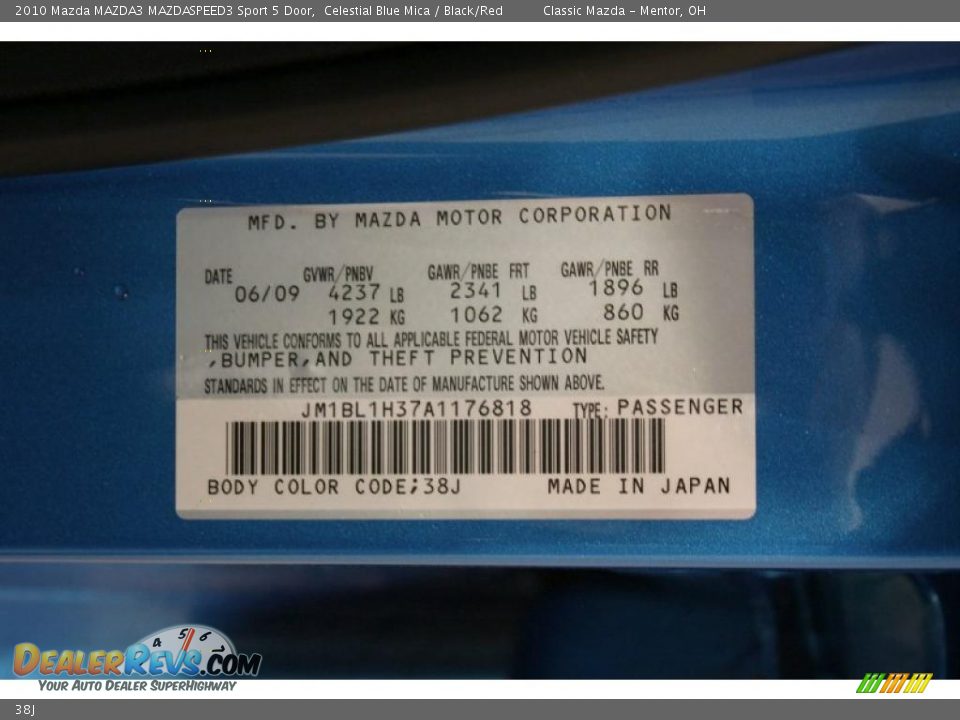 2010 Mazda MAZDA3 MAZDASPEED3 Sport 5 Door, Celestial Blue Mica / Black/Red Classic Mazda - Mentor, OH
MFD. BY MAZDA MOTOR CORPORATION
DATE GVWR/PNBV GAWR/PNBE FRT GAWR/PNBE RR
06/09 4237 LB 2341 LB 1896 LB
1922 KG 1062 KG 860 KG
THIS VEHICLE CONFORMS TO ALL APPLICABLE FEDERAL MOTOR VEHICLE SAFETY
,BUMPER,AND THEFT PREVENTION
STANDARDS IN EFFECT ON THE DATE OF MANUFACTURE SHOWN ABOVE.
JM1BL1H37A1176818 TYPE: PASSENGER
BODY COLOR CODE;38J MADE IN JAPAN
4 5 6
DEALERREVS.COM
YOUR AUTO DEALER SUPERHIGHWAY
38J